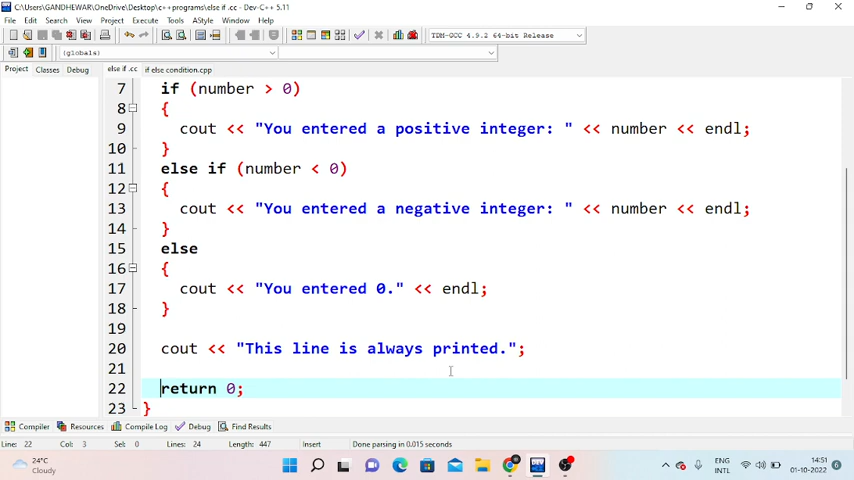 C:\Users\GANDHEWAR\OneDrive\Desktop\c++programs\else if .cc - Dev-C++ 5.11
File Edit Search View Project Execute Tools AStyle Window Help
TDM-GCC 4.9.2 64-bit Release
(globals)
Project Classes Debug else if .cc if else condition.cpp
7 if (number > 0)
8 {
9 cout << "You entered a positive integer: " << number << endl;
10 }
11 else if (number < 0)
12 {
13 cout << "You entered a negative integer: " << number << endl;
14 }
15 else
16 {
17 cout << "You entered 0." << endl;
18 }
19
20 cout << "This line is always printed.";
21
22 return 0;
23 }
Compiler Resources Compile Log Debug Find Results
Line: 22 Col: 3 Sel: 0 Lines: 24 Length: 447 Insert Done parsing in 0.015 seconds
24°C
Cloudy
ENG
INTL
14:51
01-10-2022